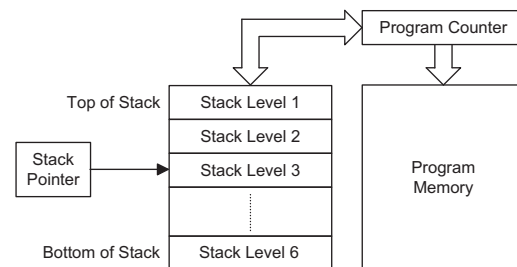 Program Counter
Top of Stack
Stack Level 1
Stack Level 2
Stack
Pointer
Stack Level 3
Program
Memory
Bottom of Stack
Stack Level 6